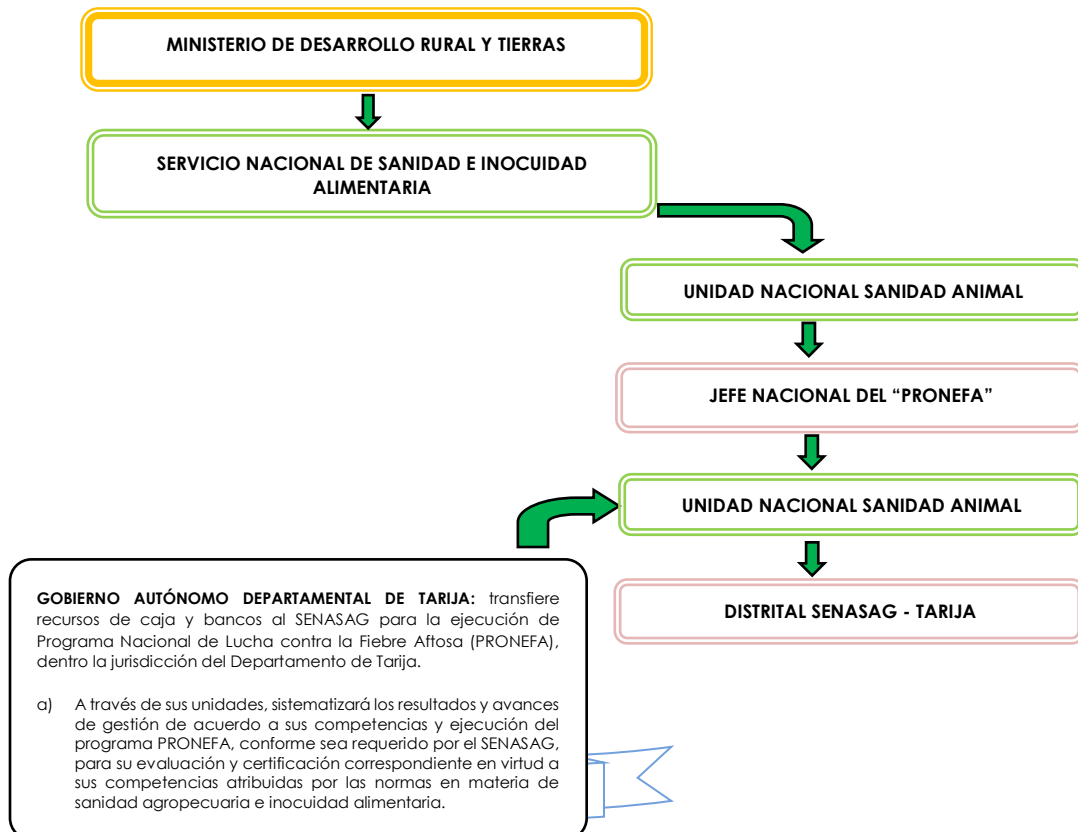 MINISTERIO DE DESARROLLO RURAL Y TIERRAS
SERVICIO NACIONAL DE SANIDAD E INOCUIDAD
ALIMENTARIA
UNIDAD NACIONAL SANIDAD ANIMAL
JEFE NACIONAL DEL “PRONEFA”
UNIDAD NACIONAL SANIDAD ANIMAL
DISTRITAL SENASAG - TARIJA
GOBIERNO AUTÓNOMO DEPARTAMENTAL DE TARIJA: transfiere
recursos de caja y bancos al SENASAG para la ejecución de
Programa Nacional de Lucha contra la Fiebre Aftosa (PRONEFA),
dentro la jurisdicción del Departamento de Tarija.
a) A través de sus unidades, sistematizará los resultados y avances
de gestión de acuerdo a sus competencias y ejecución del
programa PRONEFA, conforme sea requerido por el SENASAG,
para su evaluación y certificación correspondiente en virtud a
sus competencias atribuidas por las normas en materia de
sanidad agropecuaria e inocuidad alimentaria.